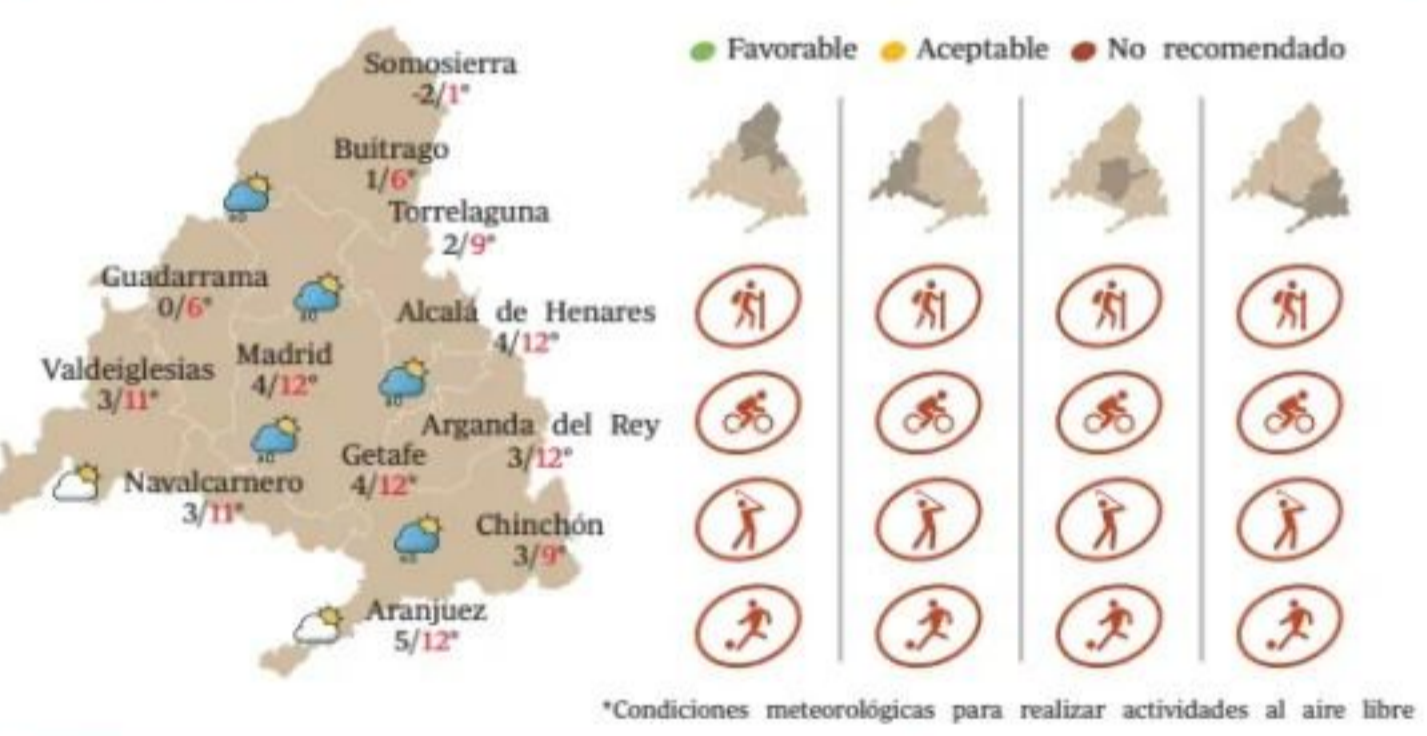 Somosierra
-2/1°
Buitrago
1/6°
Torrelaguna
2/9°
Guadarrama
0/6°
Alcalá de Henares
4/12°
Madrid
4/12°
Valdeiglesias
3/11°
Arganda del Rey
3/12°
Getafe
4/12°
Navalcarnero
3/11°
Chinchón
3/9°
Aranjuez
5/12°
Favorable Aceptable No recomendado
*Condiciones meteorológicas para realizar actividades al aire libre